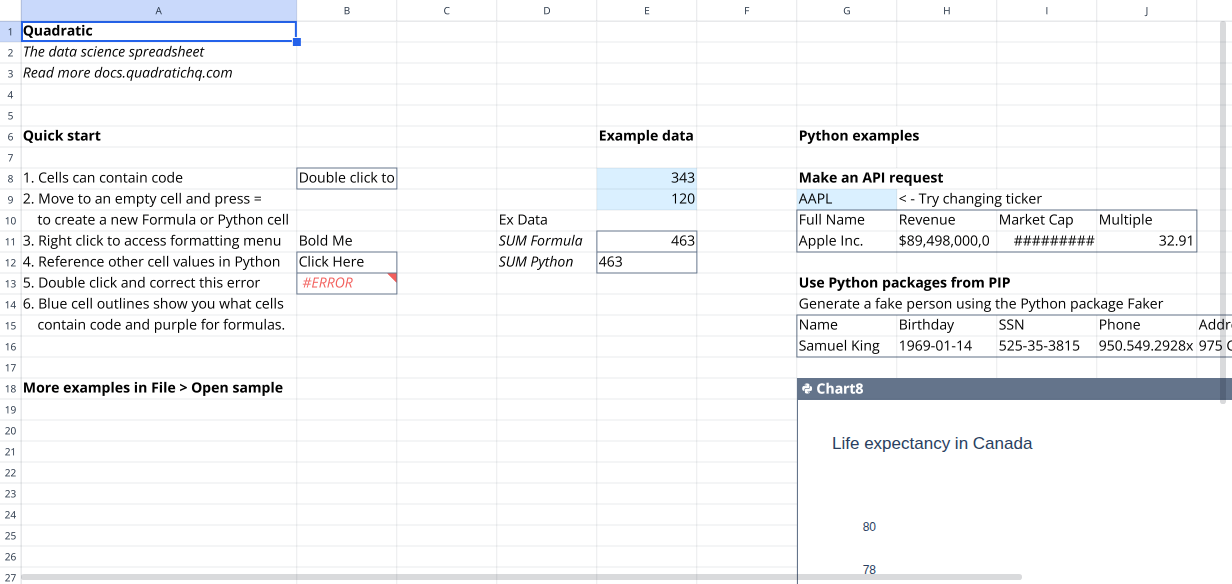 A B C D E F G H I J
1 Quadratic
2 The data science spreadsheet
3 Read more docs.quadratichq.com
4
5
6 Quick start Example data Python examples
7
8 1. Cells can contain code Double click to 343 Make an API request
9 2. Move to an empty cell and press = 120 AAPL < - Try changing ticker
10 to create a new Formula or Python cell Ex Data Full Name Revenue Market Cap Multiple
11 3. Right click to access formatting menu Bold Me SUM Formula 463 Apple Inc. $89,498,000,0 ######### 32.91
12 4. Reference other cell values in Python Click Here SUM Python 463
13 5. Double click and correct this error #ERROR Use Python packages from PIP
14 6. Blue cell outlines show you what cells Generate a fake person using the Python package Faker
15 contain code and purple for formulas. Name Birthday SSN Phone Addre
16 Samuel King 1969-01-14 525-35-3815 950.549.2928x 975
17
18 More examples in File > Open sample Chart8
19
20 Life expectancy in Canada
21
22
23
24 80
25
26
27 78